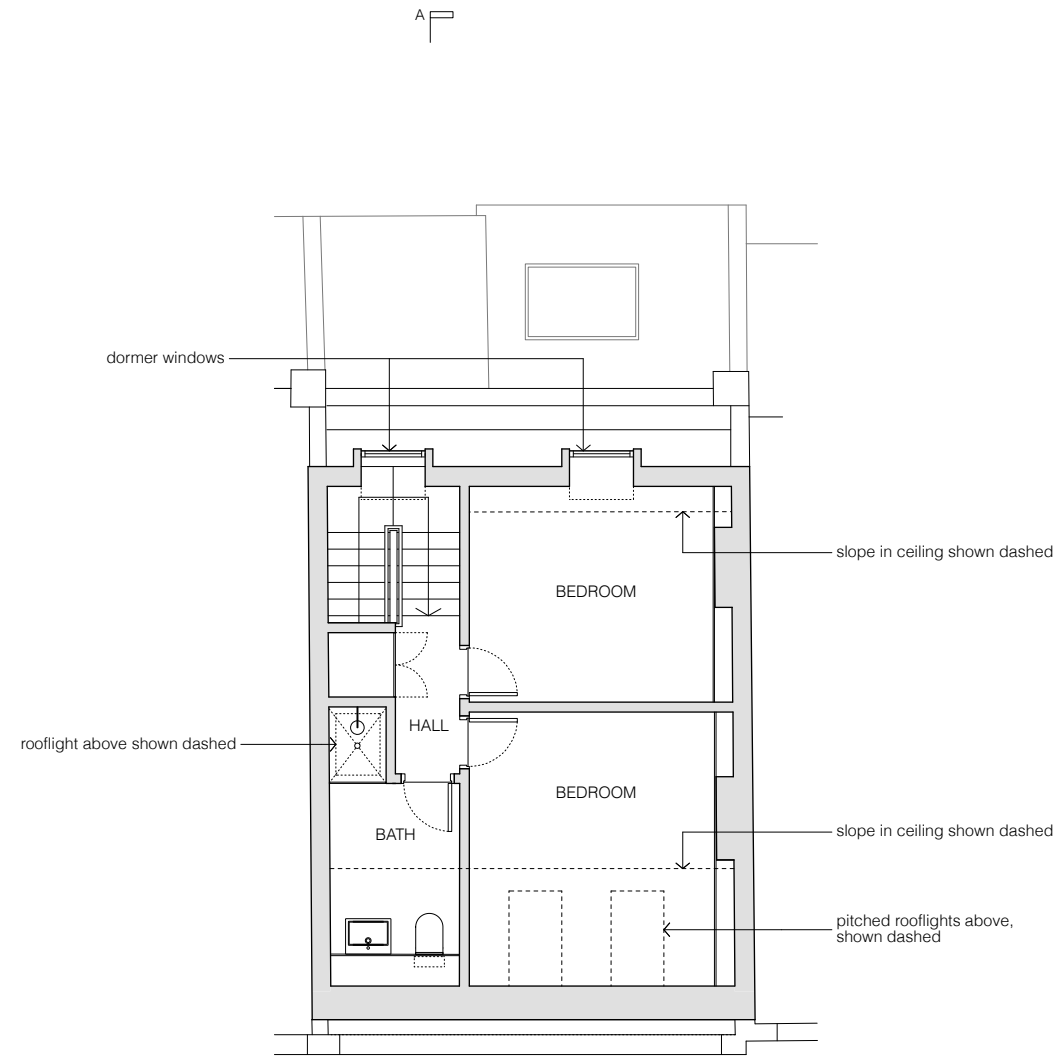 A
dormer windows
slope in ceiling shown dashed
BEDROOM
HALL
rooflight above shown dashed
BEDROOM
BATH
slope in ceiling shown dashed
pitched rooflights above,
shown dashed